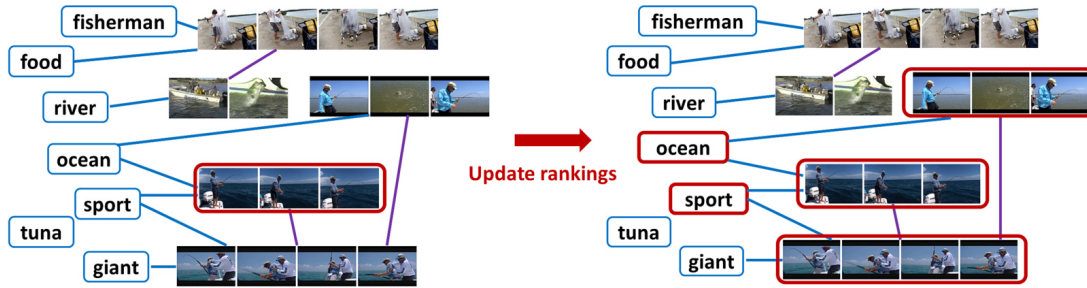 fisherman
food
river
ocean
sport
tuna
giant
Update rankings
fisherman
food
river
ocean
sport
tuna
giant